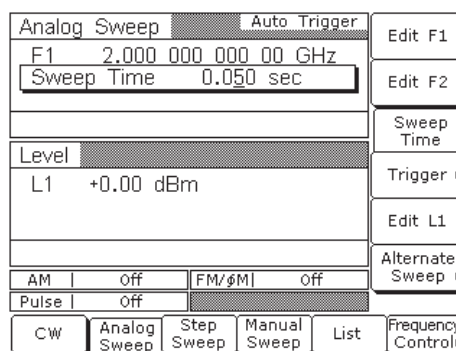 Analog Sweep Auto Trigger
F1 2.000 000 000 00 GHz
Sweep Time 0.050 sec
Level
L1 +0.00 dBm
AM Off FM/ϕM Off
Pulse Off
CW Analog Sweep Step Sweep Manual Sweep List Frequency Control
Edit F1
Edit F2
Sweep Time
Trigger
Edit L1
Alternate Sweep